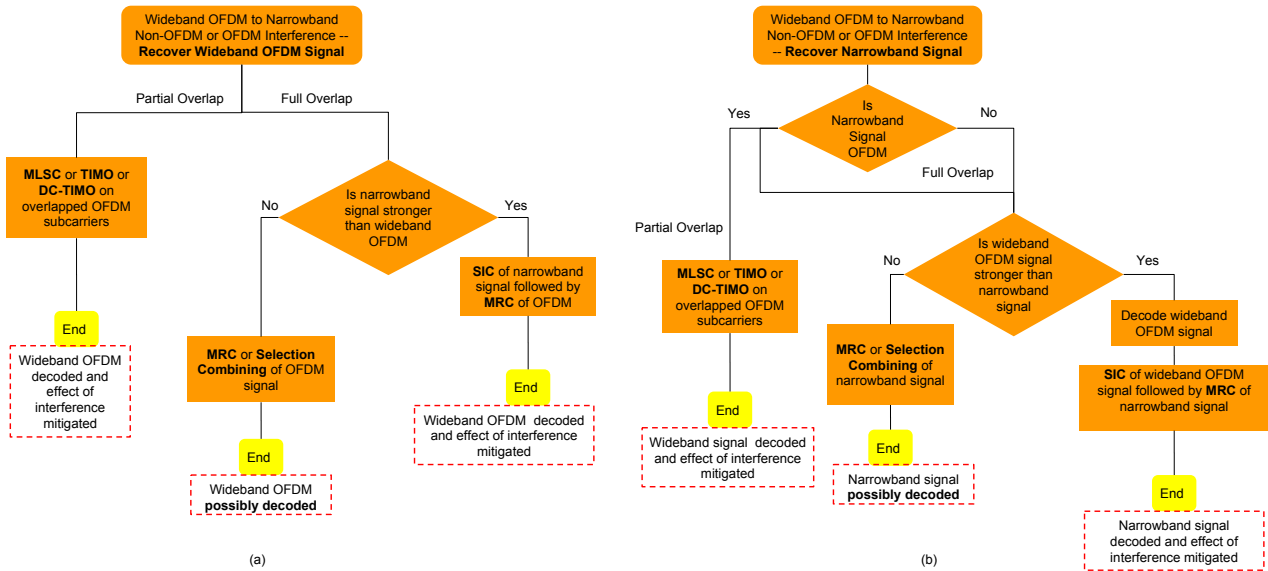 Wideband OFDM to Narrowband
Non-OFDM or OFDM Interference --
Recover Wideband OFDM Signal
Partial Overlap
Full Overlap
MLSC or TIMO or
DC-TIMO on
overlapped OFDM
subcarriers
Is narrowband
signal stronger
than wideband
OFDM
No
Yes
SIC of narrowband
signal followed by
MRC of OFDM
End
Wideband OFDM
decoded and
effect of
interference
mitigated
MRC or Selection
Combining of OFDM
signal
End
Wideband OFDM decoded
and effect of interference
mitigated
End
Wideband OFDM
possibly decoded
(a)
Wideband OFDM to Narrowband
Non-OFDM or OFDM Interference
-- Recover Narrowband Signal
Is
Narrowband
Signal
OFDM
Yes
No
Full Overlap
Partial Overlap
Is wideband
OFDM signal
stronger than
narrowband
signal
No
Yes
MLSC or TIMO or
DC-TIMO on
overlapped OFDM
subcarriers
Decode wideband
OFDM signal
MRC or Selection
Combining of
narrowband signal
SIC of wideband OFDM
signal followed by MRC of
narrowband signal
End
Wideband signal decoded
and effect of interference
mitigated
End
Narrowband signal
possibly decoded
End
Narrowband signal
decoded and effect of
interference mitigated
(b)